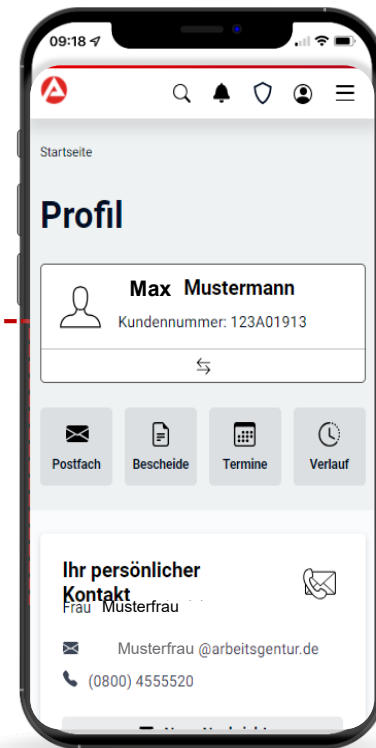 09:18
Startseite
Profil
Max Mustermann
Kundennummer: 123A01913
Postfach
Bescheide
Termine
Verlauf
Ihr persönlicher
Kontakt
Frau Musterfrau
Musterfrau @arbeitsgentur.de
(0800) 4555520